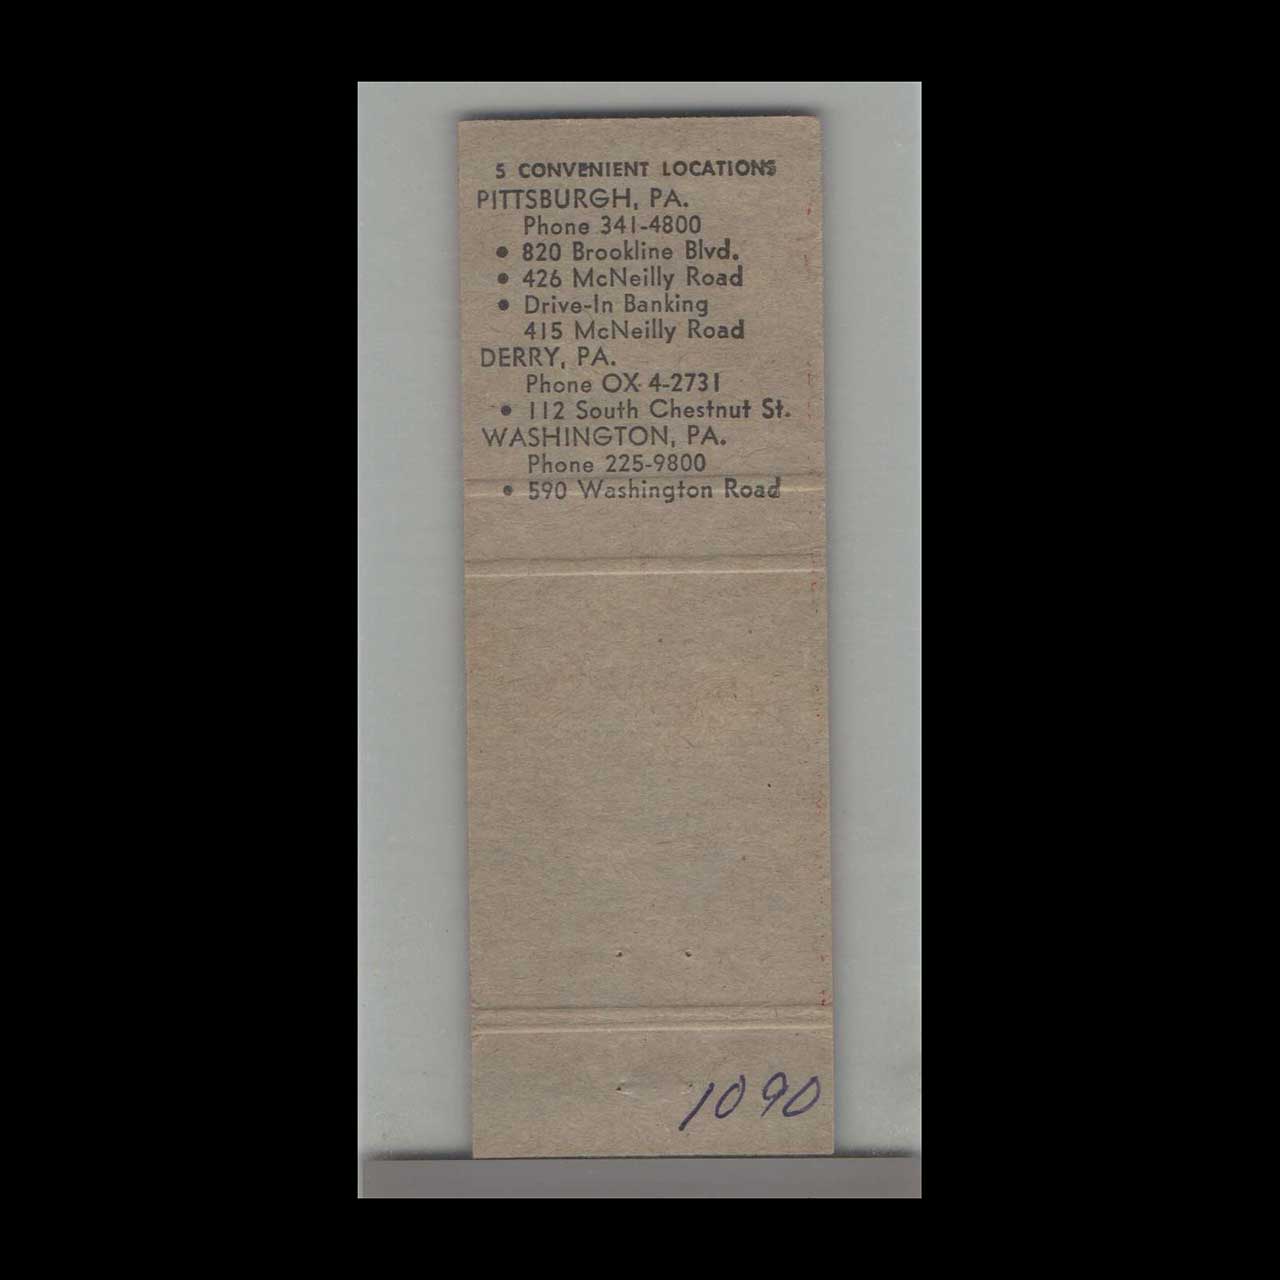 5 CONVENIENT LOCATIONS
PITTSBURGH, PA.
Phone 341-4800
• 820 Brookline Blvd.
• 426 McNeilly Road
• Drive-In Banking
415 McNeilly Road
DERRY, PA.
Phone OX 4-2731
• 112 South Chestnut St.
WASHINGTON, PA.
Phone 225-9800
• 590 Washington Road
1090